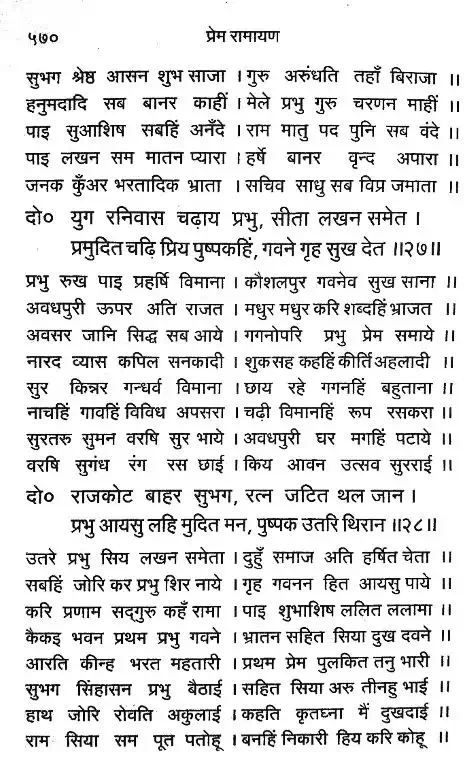 ५७०
प्रेम रामायण
सुभग श्रेष्ठ आसन शुभ साजा । गुरु अरुंधति तहाँ बिराजा ॥
हनुमदादि सब बानर काहीं । मेले प्रभु गुरु चरणन माहीं ॥
पाइ सुआशिष सबहिं अनँदे । राम मातु पद पुनि सब वंदे ॥
पाइ लखन सम मातन प्यारा । हर्षे बानर वृन्द अपारा ॥
जनक कुँअर भरतादिक भ्राता । सचिव साधु सब विप्र जमाता ॥
दो० युग रनिवास चढ़ाय प्रभु, सीता लखन समेत ।
प्रमुदित चढ़ि प्रिय पुष्पकहिं, गवने गृह सुख देत ॥२७॥
प्रभु रुख पाइ प्रहर्षि विमाना । कौशलपुर गवनेव सुख साना ॥
अवधपुरी ऊपर अति राजत । मधुर मधुर करि शब्दहिं भ्राजत ॥
अवसर जानि सिद्ध सब आये । गगनोपरि प्रभु प्रेम समाये ॥
नारद व्यास कपिल सनकादी । शुकसह कहहिं कीर्ति अहलादी ॥
सुर किन्नर गन्धर्व विमाना । छाय रहे गगनहिं बहुताना ॥
नाचहिं गावहिं विविध अपसरा । चढ़ी विमानहिं रूप रसकरा ॥
सुरतरु सुमन वरषि सुर भाये । अवधपुरी घर मगहिं पटाये ॥
वरषि सुगंध रंग रस छाई । किय आवन उत्सव सुरराई ॥
दो० राजकोट बाहर सुभग, रत्न जटित थल जान ।
प्रभु आयसु लहि मुदित मन, पुष्पक उतरि थिरान ॥२८॥
उतरे प्रभु सिय लखन समेता । दुहुँ समाज अति हर्षित चेता ॥
सबहिं जोरि कर प्रभु शिर नाये । गृह गवनन हित आयसु पाये ॥
करि प्रणाम सद्गुरु कहँ रामा । पाइ शुभाशिष ललित ललामा ॥
कैकइ भवन प्रथम प्रभु गवने । भ्रातन सहित सिया दुख दवने ॥
आरति कीन्ह भरत महतारी । प्रथम प्रेम पुलकित तनु भारी ॥
सुभग सिंहासन प्रभु बैठाई । सहित सिया अरु तीनहु भाई ॥
हाथ जोरि रोवति अकुलाई । कहति कृतघ्ना मैं दुखदाई ॥
राम सिया सम पूत पतोहू । बनहिं निकारी हिय करि कोहू ॥